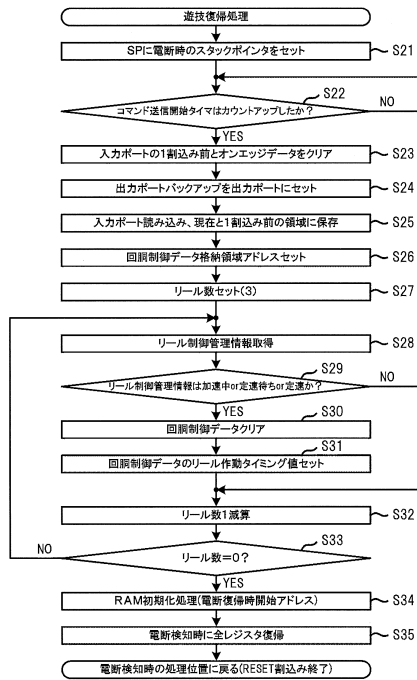 遊技復帰処理
SPに電断時のスタックポインタをセット
S21
S22
コマンド送信開始タイマはカウントアップしたか?
NO
YES
入力ポートの1割込み前とオンエッジデータをクリア
S23
出力ポートバックアップを出力ポートにセット
S24
入力ポート読み込み、現在と1割込み前の領域に保存
S25
回胴制御データ格納領域アドレスセット
S26
リール数セット(3)
S27
リール制御管理情報取得
S28
S29
リール制御管理情報は加速中or定速待ちor定速か?
NO
YES
S30
回胴制御データクリア
S31
回胴制御データのリール作動タイミング値セット
リール数1減算
S32
S33
NO
リール数=0?
YES
RAM初期化処理(電断復帰時開始アドレス)
S34
電断検知時に全レジスタ復帰
S35
電断検知時の処理位置に戻る(RESET割込み終了)